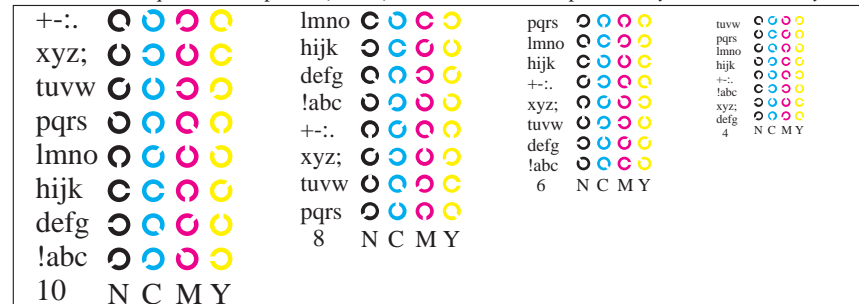 +-:.
xyz;
tuvw
pqrs
lmno
hijk
defg
!abc
10 N C M Y
lmno
hijk
defg
!abc
+-:.
xyz;
tuvw
pqrs
8 N C M Y
pqrs
lmno
hijk
+-:.
xyz;
tuvw
defg
!abc
6 N C M Y
tuvw
pqrs
lmno
hijk
+-:.
!abc
xyz;
defg
4 N C M Y